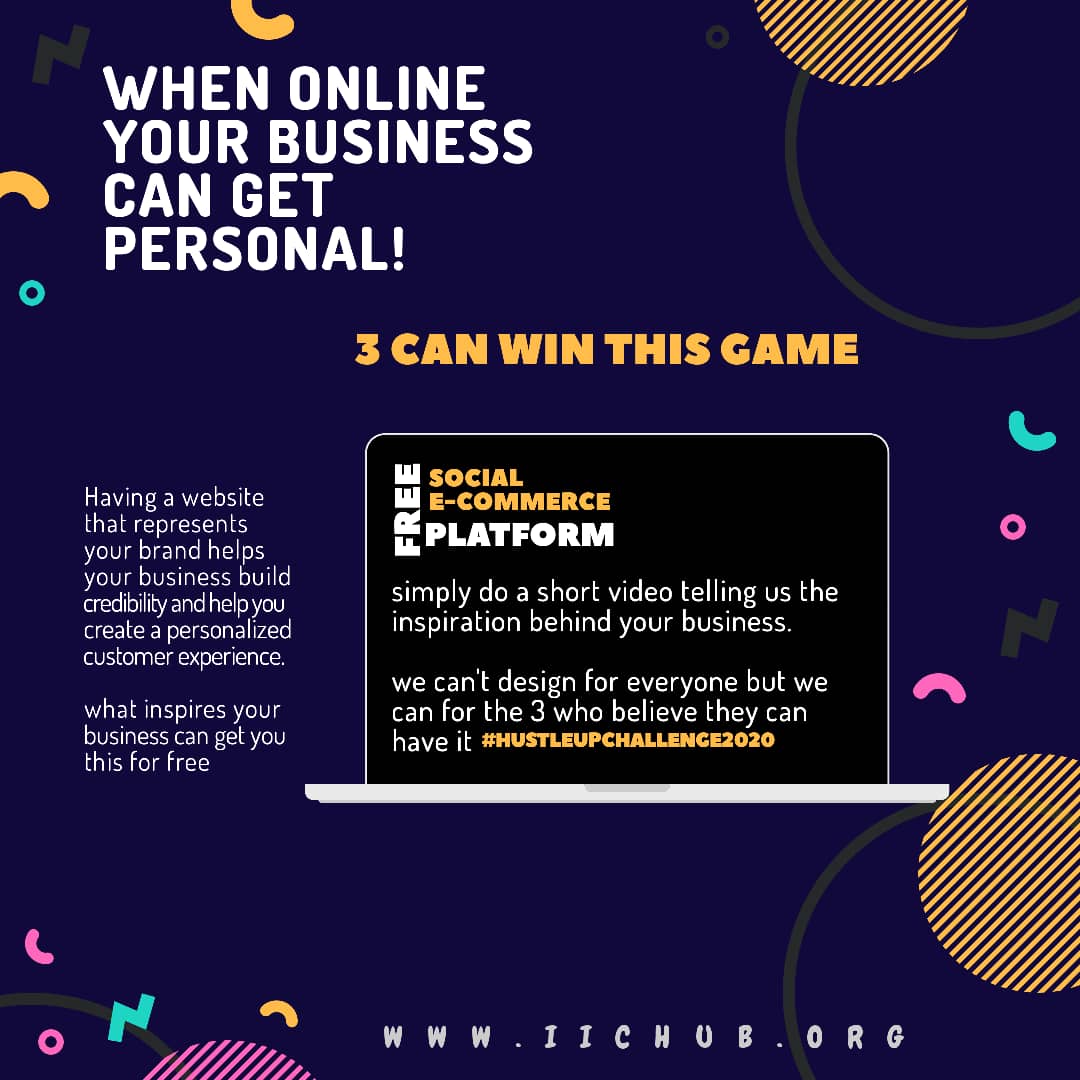 WHEN ONLINE
YOUR BUSINESS
CAN GET
PERSONAL!
3 CAN WIN THIS GAME
Having a website
that represents
your brand helps
your business build
credibility and help you
create a personalized
customer experience.
what inspires your
business can get you
this for free
FREE
SOCIAL
E-COMMERCE
PLATFORM
simply do a short video telling us the
inspiration behind your business.
we can't design for everyone but we
can for the 3 who believe they can
have it #HUSTLEUPCHALLENGE2020
WWW.IICHUB.ORG